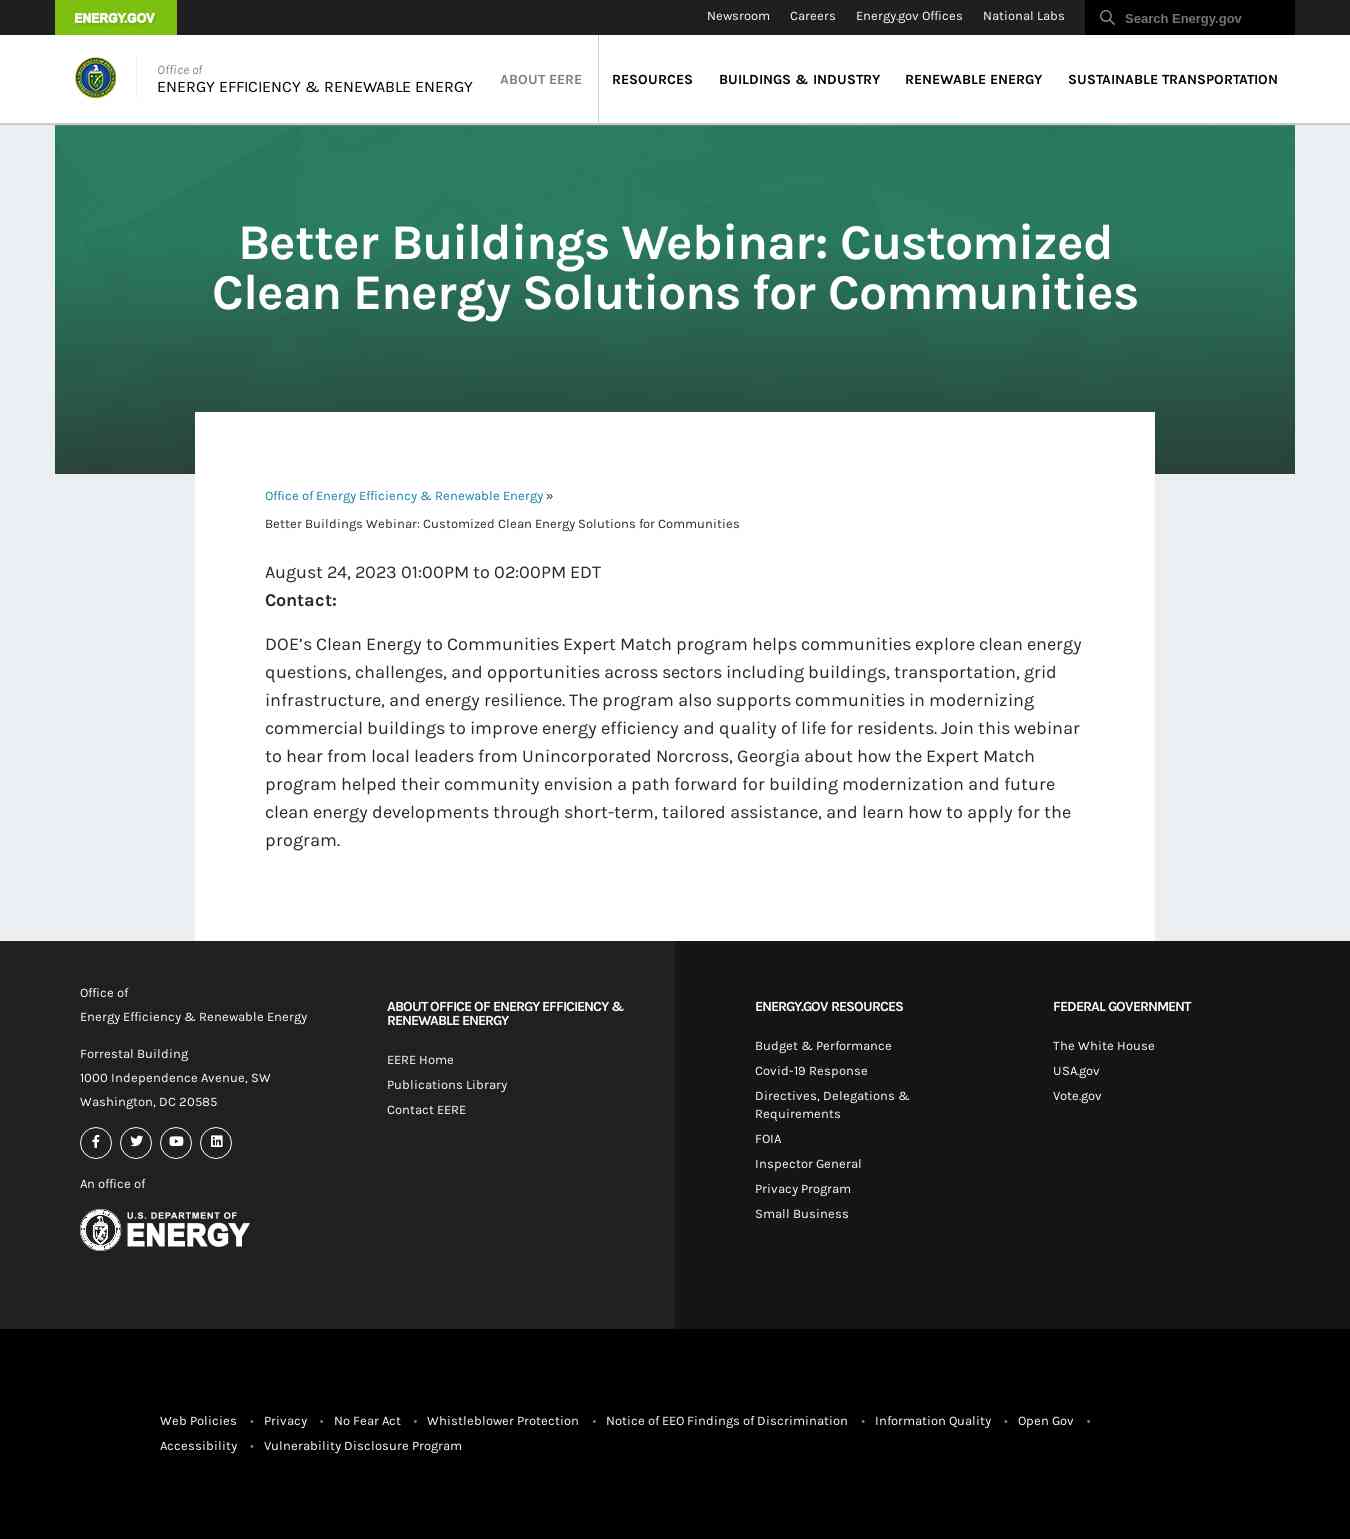 ENERGY.GOV
Newsroom Careers Energy.gov Offices National Labs Search Energy.gov
Office of
ENERGY EFFICIENCY & RENEWABLE ENERGY
ABOUT EERE RESOURCES BUILDINGS & INDUSTRY RENEWABLE ENERGY SUSTAINABLE TRANSPORTATION
Better Buildings Webinar: Customized
Clean Energy Solutions for Communities
Office of Energy Efficiency & Renewable Energy »
Better Buildings Webinar: Customized Clean Energy Solutions for Communities
August 24, 2023 01:00PM to 02:00PM EDT
Contact:
DOE’s Clean Energy to Communities Expert Match program helps communities explore clean energy
questions, challenges, and opportunities across sectors including buildings, transportation, grid
infrastructure, and energy resilience. The program also supports communities in modernizing
commercial buildings to improve energy efficiency and quality of life for residents. Join this webinar
to hear from local leaders from Unincorporated Norcross, Georgia about how the Expert Match
program helped their community envision a path forward for building modernization and future
clean energy developments through short-term, tailored assistance, and learn how to apply for the
program.
Office of
Energy Efficiency & Renewable Energy
Forrestal Building
1000 Independence Avenue, SW
Washington, DC 20585
An office of
U.S. DEPARTMENT OF
ENERGY
ABOUT OFFICE OF ENERGY EFFICIENCY &
RENEWABLE ENERGY
EERE Home
Publications Library
Contact EERE
ENERGY.GOV RESOURCES
Budget & Performance
Covid-19 Response
Directives, Delegations &
Requirements
FOIA
Inspector General
Privacy Program
Small Business
FEDERAL GOVERNMENT
The White House
USA.gov
Vote.gov
Web Policies • Privacy • No Fear Act • Whistleblower Protection • Notice of EEO Findings of Discrimination • Information Quality • Open Gov •
Accessibility • Vulnerability Disclosure Program